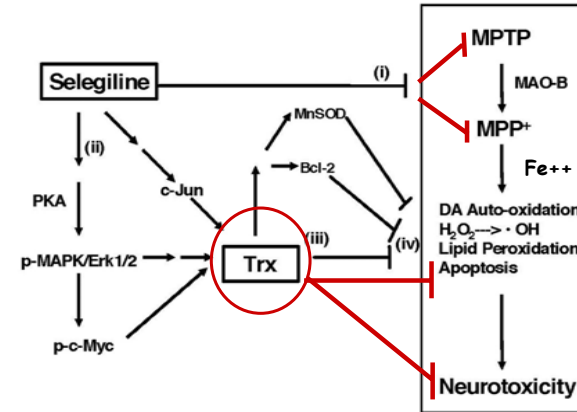 Selegiline
(i)
MPTP
MAO-B
MPP+
Fe++
(ii)
MnSOD
Bcl-2
c-Jun
PKA
p-MAPK/Erk1/2
p-c-Myc
Trx
(iii)
(iv)
DA Auto-oxidation
H₂O₂---> · OH
Lipid Peroxidation
Apoptosis
Neurotoxicity